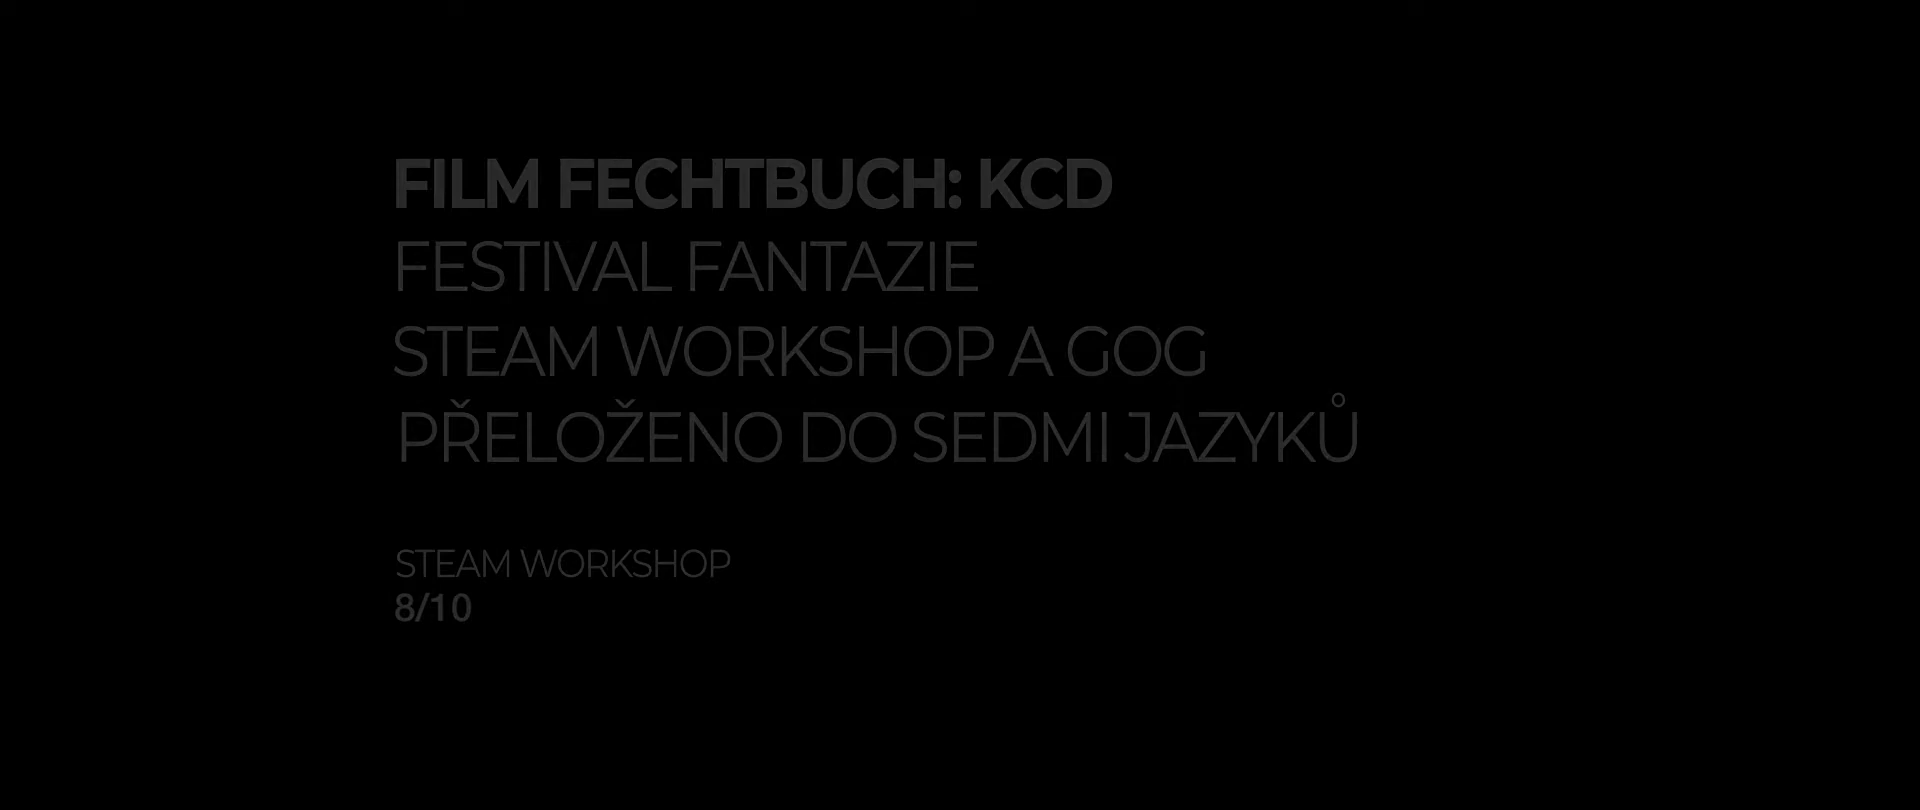 FILM FECHTBUCH: KCD
FESTIVAL FANTAZIE
STEAM WORKSHOP A GOG
PŘELOŽENO DO SEDMI JAZYKŮ
STEAM WORKSHOP
8/10